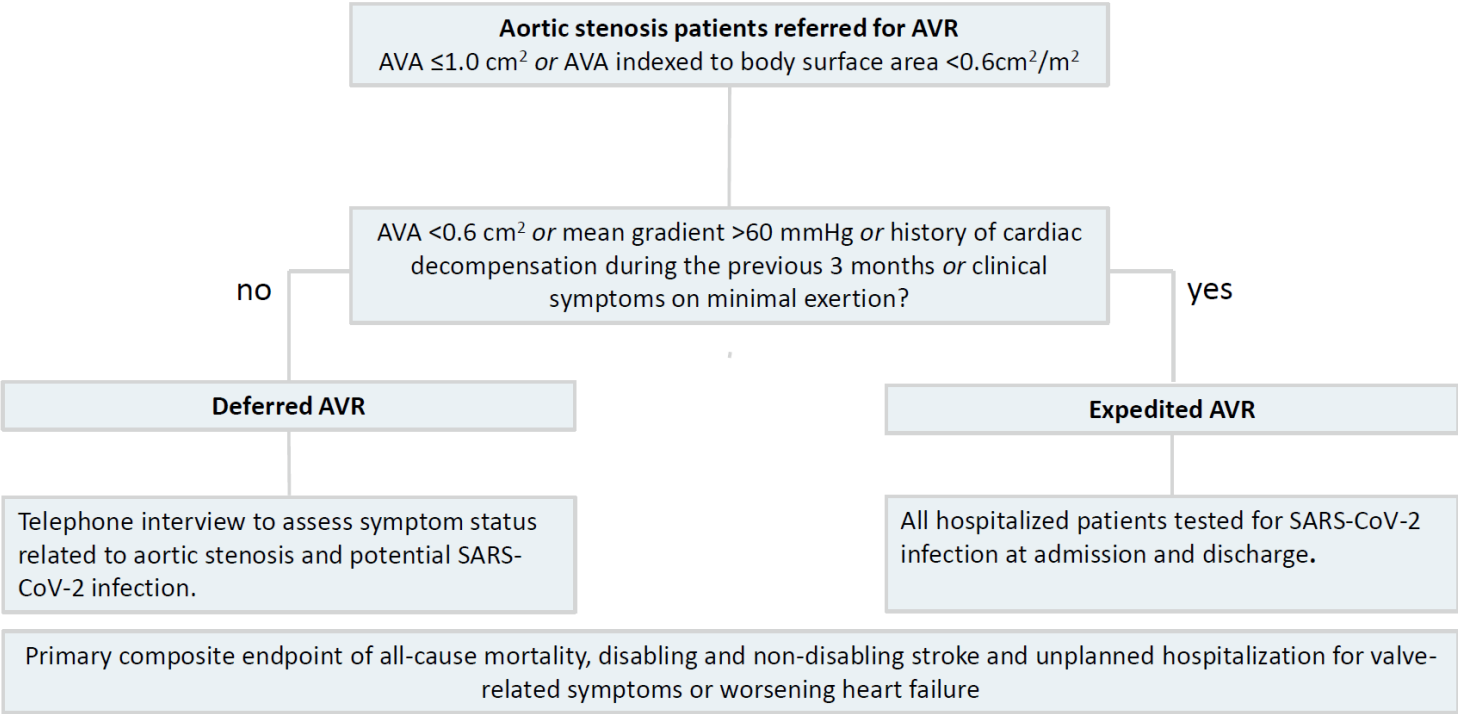 Aortic stenosis patients referred for AVR
AVA ≤1.0 cm² or AVA indexed to body surface area <0.6cm²/m²
AVA <0.6 cm² or mean gradient >60 mmHg or history of cardiac
decompensation during the previous 3 months or clinical
symptoms on minimal exertion?
no
yes
Deferred AVR
Expedited AVR
Telephone interview to assess symptom status
related to aortic stenosis and potential SARS-
CoV-2 infection.
All hospitalized patients tested for SARS-CoV-2
infection at admission and discharge.
Primary composite endpoint of all-cause mortality, disabling and non-disabling stroke and unplanned hospitalization for valve-
related symptoms or worsening heart failure